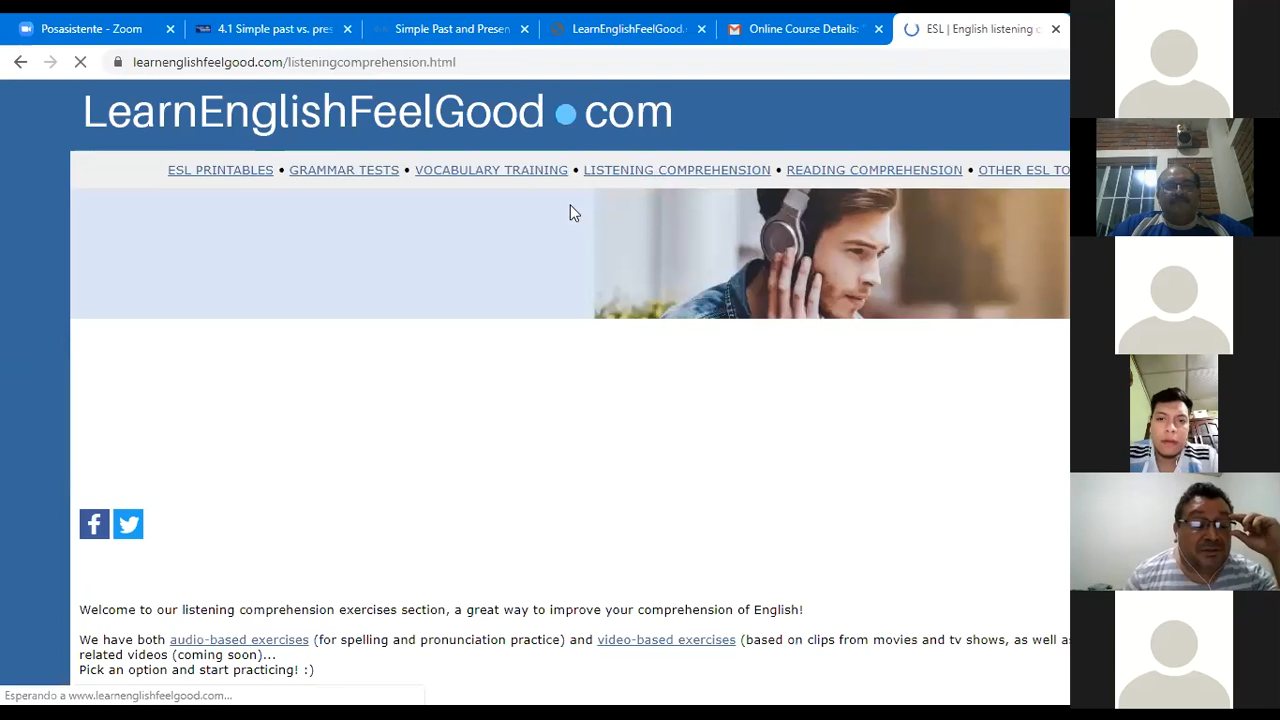 Posasistente - Zoom
4.1 Simple past vs. pres
Simple Past and Present
LearnEnglishFeelGood.
Online Course Details:
ESL | English listening c
learnenglishfeelgood.com/listeningcomprehension.html
LearnEnglishFeelGood.com
ESL PRINTABLES • GRAMMAR TESTS • VOCABULARY TRAINING • LISTENING COMPREHENSION • READING COMPREHENSION • OTHER ESL TO
Welcome to our listening comprehension exercises section, a great way to improve your comprehension of English!
We have both audio-based exercises (for spelling and pronunciation practice) and video-based exercises (based on clips from movies and tv shows, as well as
related videos (coming soon)...
Pick an option and start practicing! :)
Esperando a www.learnenglishfeelgood.com...